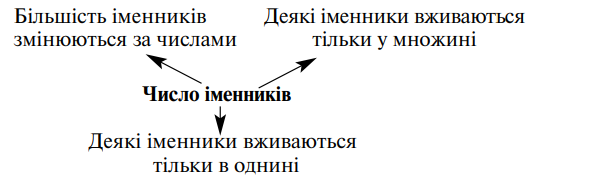 Більшість іменників
змінюються за числами
Деякі іменники вживаються
тільки у множині
Число іменників
Деякі іменники вживаються
тільки в однині